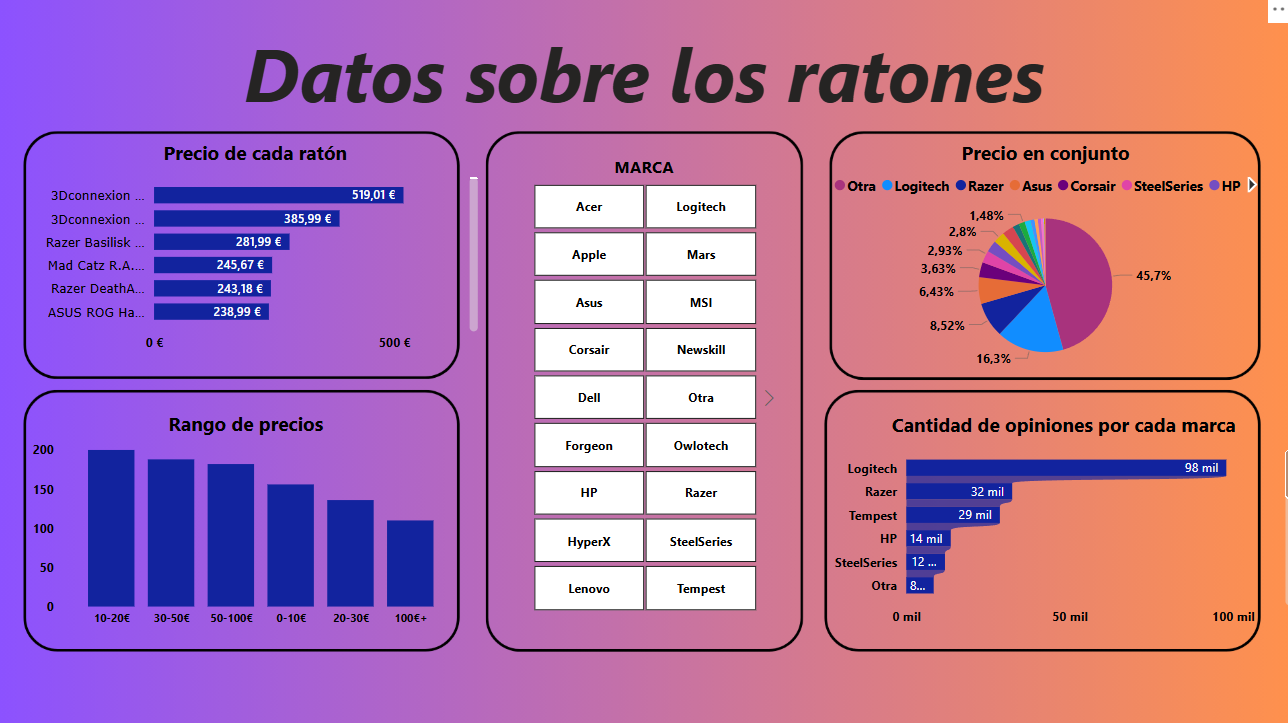 Datos sobre los ratones
Precio de cada ratón
3Dconnexion ... 519,01 €
3Dconnexion ... 385,99 €
Razer Basilisk ... 281,99 €
Mad Catz R.A.... 245,67 €
Razer DeathA... 243,18 €
ASUS ROG Ha... 238,99 €
0 € 500 €
Rango de precios
200
150
100
50
0
10-20€ 30-50€ 50-100€ 0-10€ 20-30€ 100€+
MARCA
Acer Logitech
Apple Mars
Asus MSI
Corsair Newskill
Dell Otra
Forgeon Owlotech
HP Razer
HyperX SteelSeries
Lenovo Tempest
Precio en conjunto
Otra Logitech Razer Asus Corsair SteelSeries HP
1,48%
2,8%
2,93%
3,63%
6,43%
8,52%
16,3%
45,7%
Cantidad de opiniones por cada marca
Logitech 98 mil
Razer 32 mil
Tempest 29 mil
HP 14 mil
SteelSeries 12 ...
Otra 8...
0 mil 50 mil 100 mil